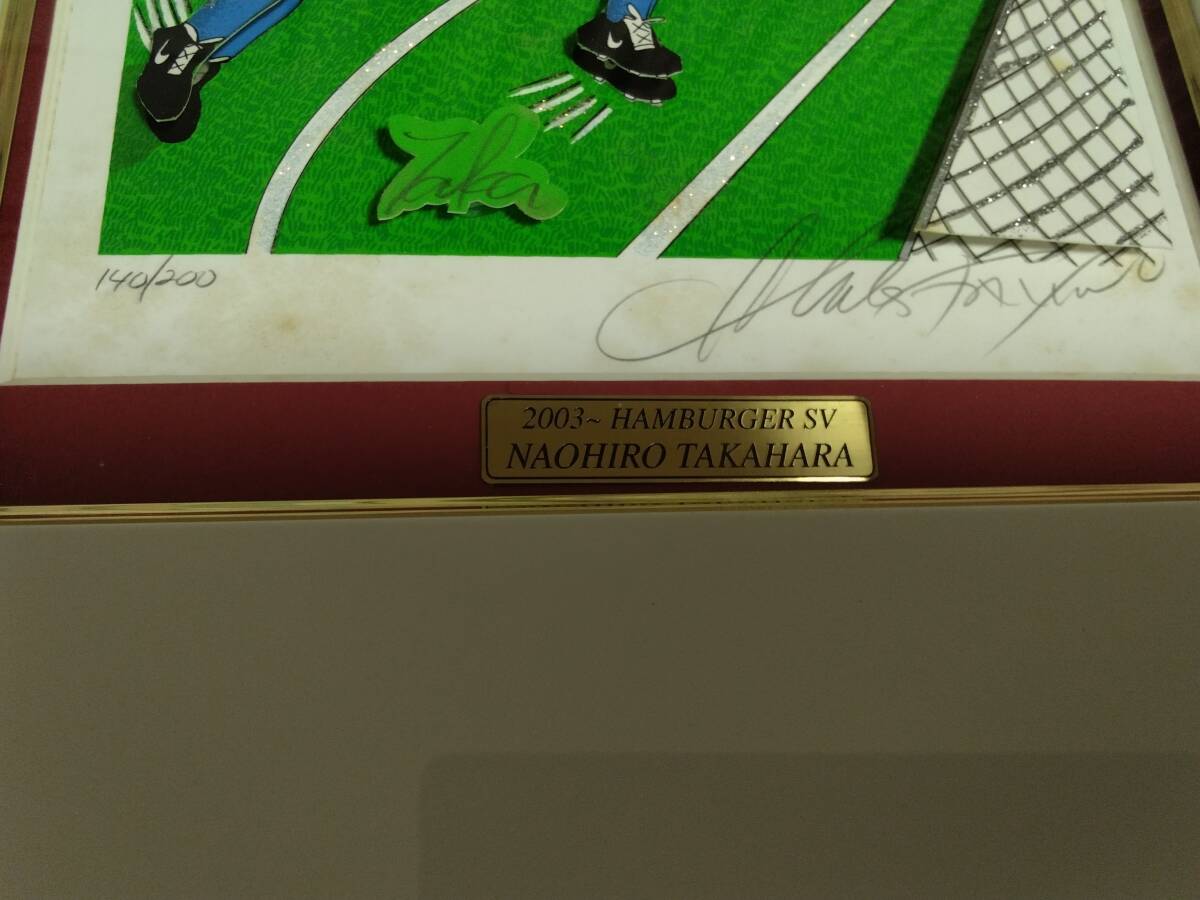 Taka
140/200
2003~ HAMBURGER SV
NAOHIRO TAKAHARA